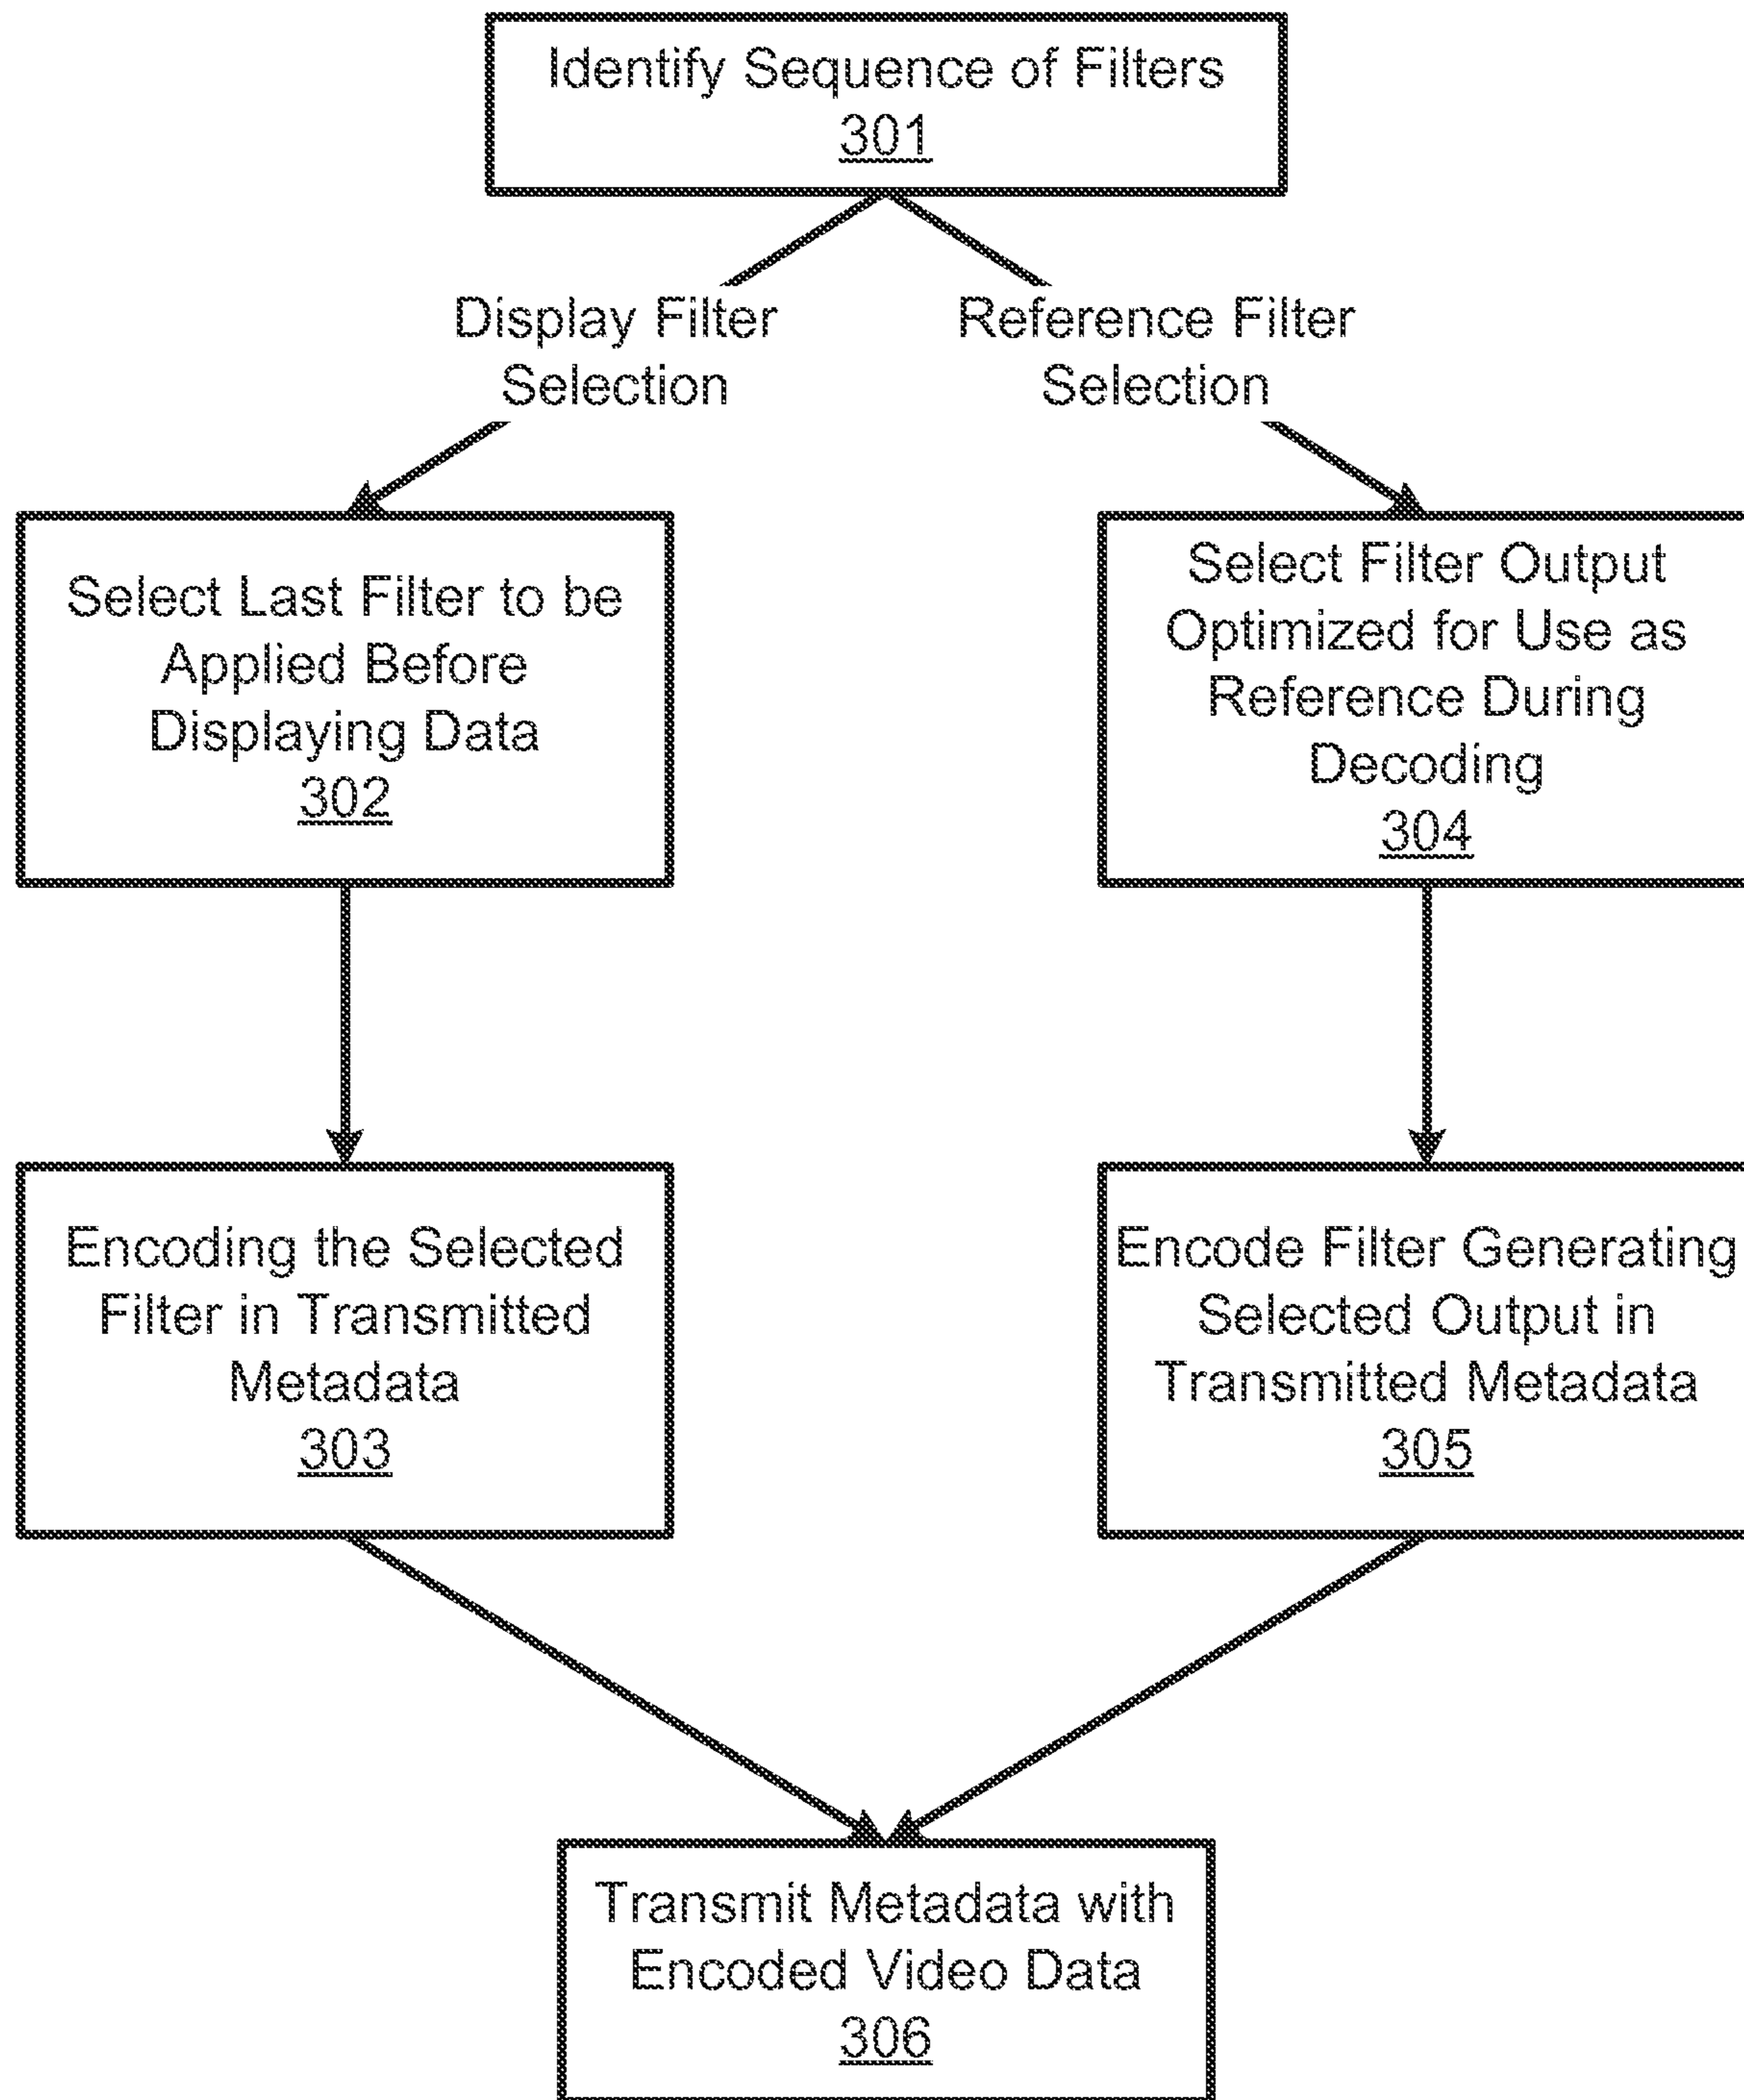 Identify Sequence of Filters
301
Display Filter
Selection
Reference Filter
Selection
Select Last Filter to be
Applied Before
Displaying Data
302
Select Filter Output
Optimized for Use as
Reference During
Decoding
304
Encoding the Selected
Filter in Transmitted
Metadata
303
Encode Filter Generating
Selected Output in
Transmitted Metadata
305
Transmit Metadata with
Encoded Video Data
306